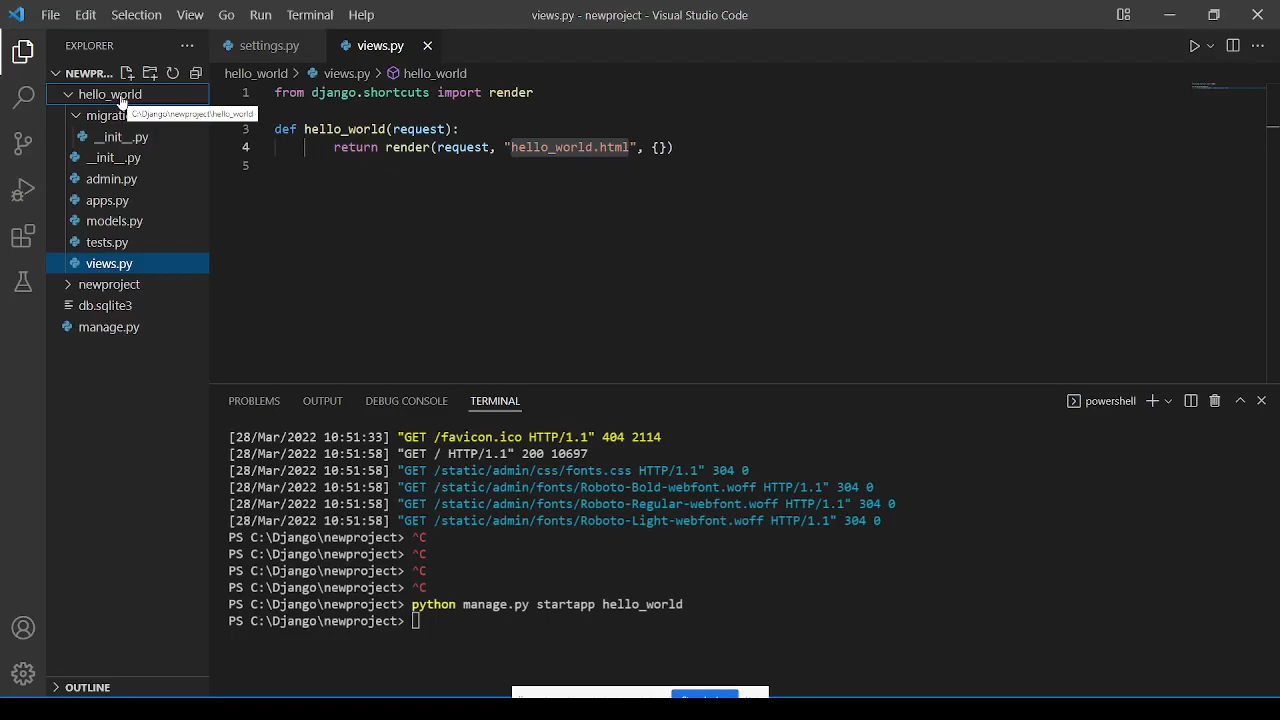 File Edit Selection View Go Run Terminal Help
views.py - newproject - Visual Studio Code
EXPLORER
NEWPR...
hello_world
C:\Django\newproject\hello_world
migrati
__init__.py
__init__.py
admin.py
apps.py
models.py
tests.py
views.py
newproject
db.sqlite3
manage.py
OUTLINE
settings.py
views.py
hello_world > views.py > hello_world
1 from django.shortcuts import render
3 def hello_world(request):
4 return render(request, "hello_world.html", {})
5
PROBLEMS OUTPUT DEBUG CONSOLE TERMINAL
powershell
[28/Mar/2022 10:51:33] "GET /favicon.ico HTTP/1.1" 404 2114
[28/Mar/2022 10:51:58] "GET / HTTP/1.1" 200 10697
[28/Mar/2022 10:51:58] "GET /static/admin/css/fonts.css HTTP/1.1" 304 0
[28/Mar/2022 10:51:58] "GET /static/admin/fonts/Roboto-Bold-webfont.woff HTTP/1.1" 304 0
[28/Mar/2022 10:51:58] "GET /static/admin/fonts/Roboto-Regular-webfont.woff HTTP/1.1" 304 0
[28/Mar/2022 10:51:58] "GET /static/admin/fonts/Roboto-Light-webfont.woff HTTP/1.1" 304 0
PS C:\Django\newproject> ^C
PS C:\Django\newproject> ^C
PS C:\Django\newproject> ^C
PS C:\Django\newproject> ^C
PS C:\Django\newproject> python manage.py startapp hello_world
PS C:\Django\newproject>